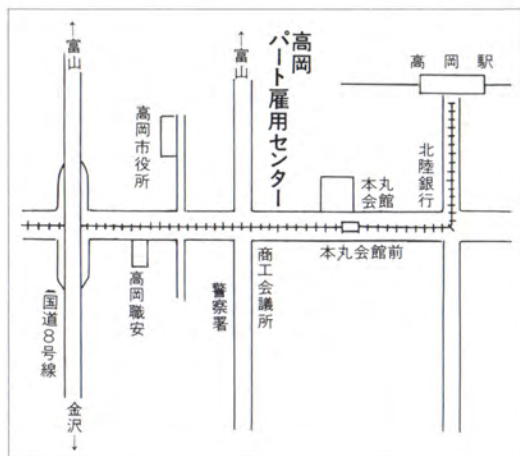 高岡
パート雇用センター
↑富山
↑富山
高岡駅
高岡市役所
北陸銀行
本丸
会館
本丸会館前
高岡職安
警察署
商工会議所
国道8号線
金沢↓